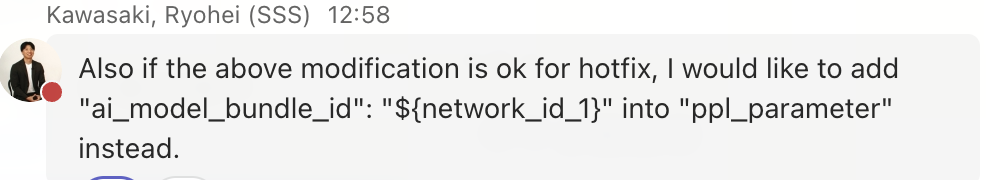 Kawasaki, Ryohei (SSS) 12:58
Also if the above modification is ok for hotfix, I would like to add
"ai_model_bundle_id": "${network_id_1}" into "ppl_parameter"
instead.